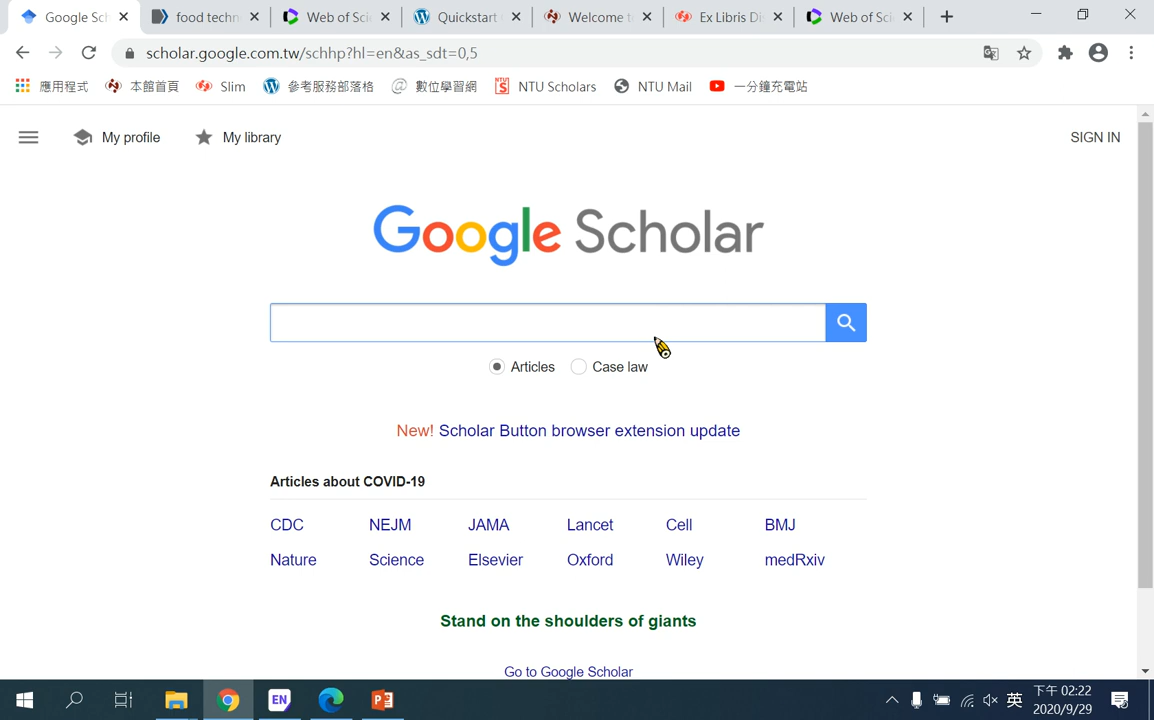 Google Sch
food techn
Web of Sci
Quickstart
Welcome t
Ex Libris Di
Web of Sci
scholar.google.com.tw/schhp?hl=en&as_sdt=0,5
應用程式
本館首頁
Slim
參考服務部落格
數位學習網
NTU Scholars
NTU Mail
一分鐘充電站
My profile
My library
SIGN IN
Google Scholar
Articles
Case law
New! Scholar Button browser extension update
Articles about COVID-19
CDC NEJM JAMA Lancet Cell BMJ
Nature Science Elsevier Oxford Wiley medRxiv
Stand on the shoulders of giants
Go to Google Scholar
EN
英
下午 02:22
2020/9/29